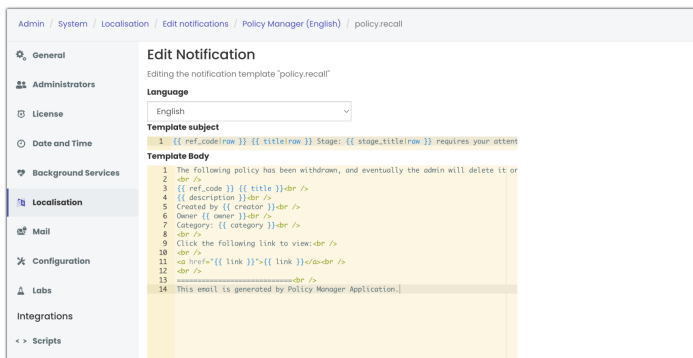 Admin / System / Localisation / Edit notifications / Policy Manager (English) / policy.recall
General
Administrators
License
Date and Time
Background Services
Localisation
Mail
Configuration
Labs
Integrations
Scripts
Edit Notification
Editing the notification template "policy.recall"
Language
English
Template subject
1 {{ ref_code|raw }} {{ title|raw }} Stage: {{ stage_title|raw }} requires your attent
Template Body
1 The following policy has been withdrawn, and eventually the admin will delete it or
2 <br />
3 {{ ref_code }} {{ title }}<br />
4 {{ description }}<br />
5 Created by {{ creator }}<br />
6 Owner {{ owner }}<br />
7 Category: {{ category }}<br />
8 <br />
9 Click the following link to view:<br />
10 <br />
11 <a href="{{ link }}">{{ link }}</a><br />
12 <br />
13 ============================<br />
14 This email is generated by Policy Manager Application.